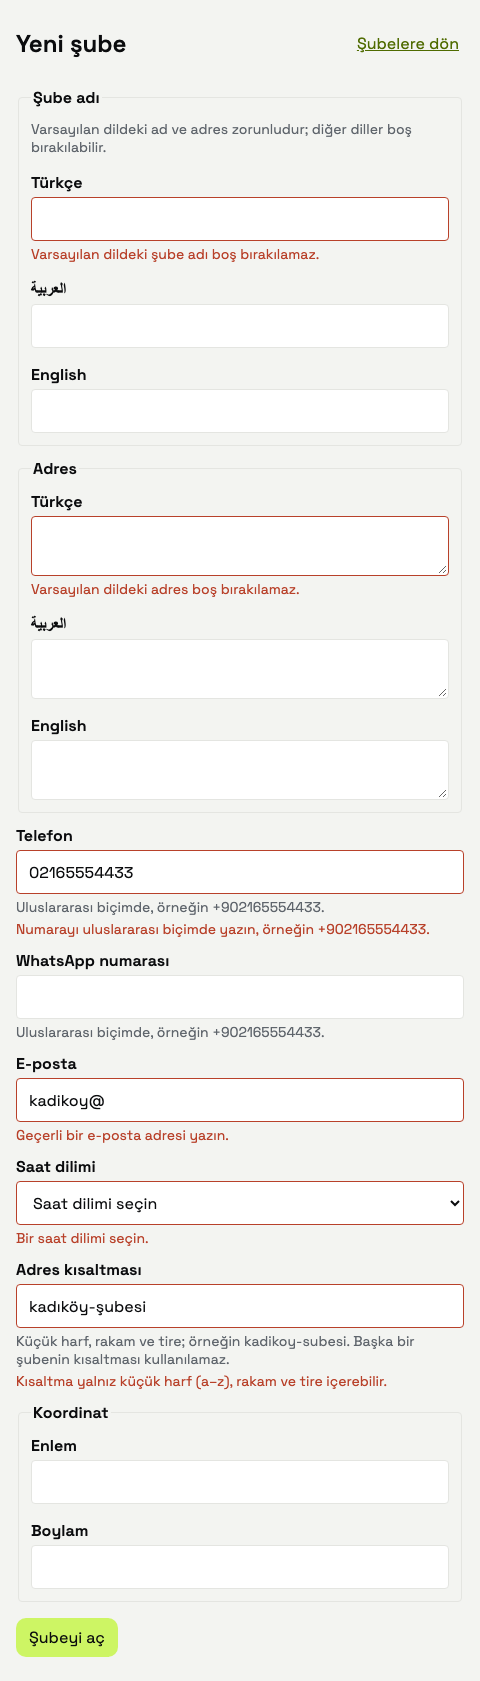 Yeni şube
Şubelere dön
Şube adı
Varsayılan dildeki ad ve adres zorunludur; diğer diller boş
bırakılabilir.
Türkçe
Varsayılan dildeki şube adı boş bırakılamaz.
العربية
English
Adres
Türkçe
Varsayılan dildeki adres boş bırakılamaz.
العربية
English
Telefon
02165554433
Uluslararası biçimde, örneğin +902165554433.
Numarayı uluslararası biçimde yazın, örneğin +902165554433.
WhatsApp numarası
Uluslararası biçimde, örneğin +902165554433.
E-posta
kadikoy@
Geçerli bir e-posta adresi yazın.
Saat dilimi
Saat dilimi seçin
Bir saat dilimi seçin.
Adres kısaltması
kadıköy-şubesi
Küçük harf, rakam ve tire; örneğin kadikoy-subesi. Başka bir
şubenin kısaltması kullanılamaz.
Kısaltma yalnız küçük harf (a–z), rakam ve tire içerebilir.
Koordinat
Enlem
Boylam
Şubeyi aç